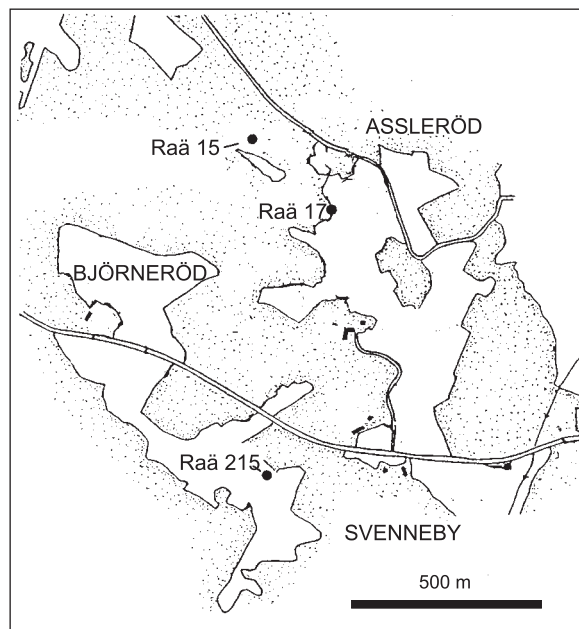 ASSLERÖD
Raä 15
Raä 17
BJÖRNERÖD
Raä 215
SVENNEBY
500 m